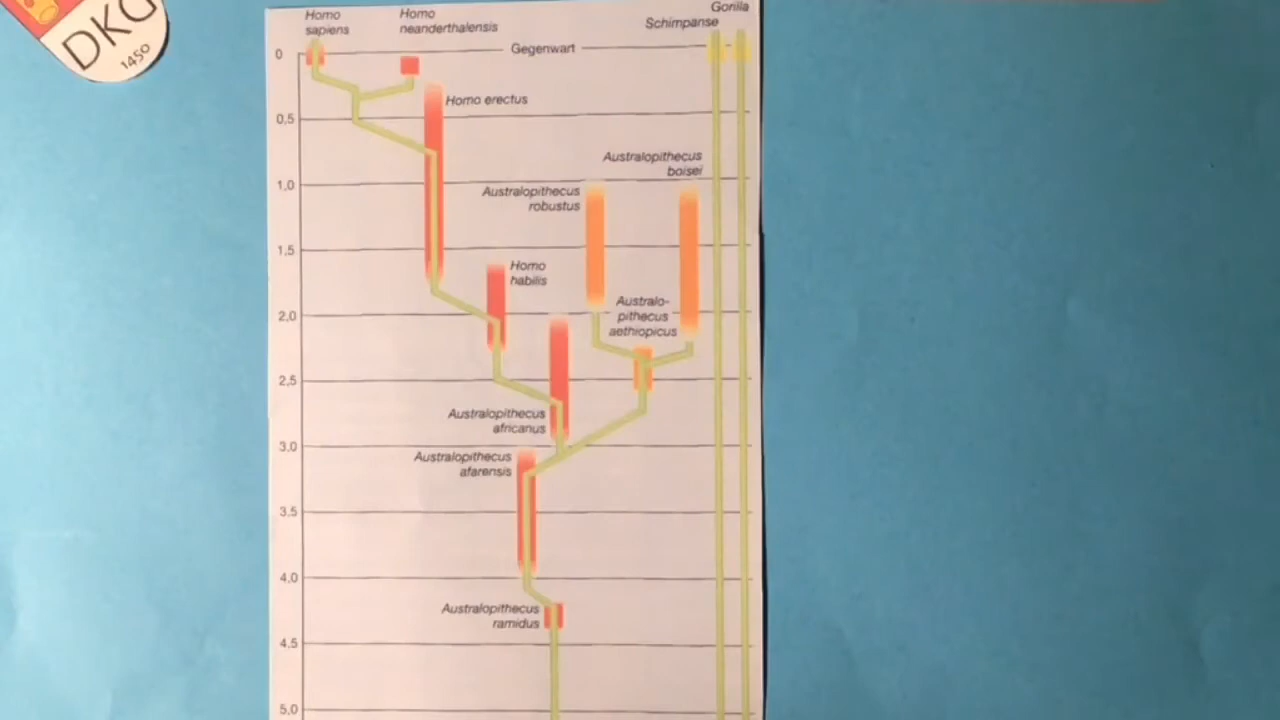 DKG
1450
Homo
sapiens
Homo
neanderthalensis
Gorilla
Schimpanse
0
Gegenwart
Homo erectus
0,5
Australopithecus
boisei
1,0
Australopithecus
robustus
1,5
Homo
habilis
Australo-
pithecus
aethiopicus
2,0
2,5
Australopithecus
africanus
3,0
Australopithecus
afarensis
3,5
4,0
Australopithecus
ramidus
4,5
5,0